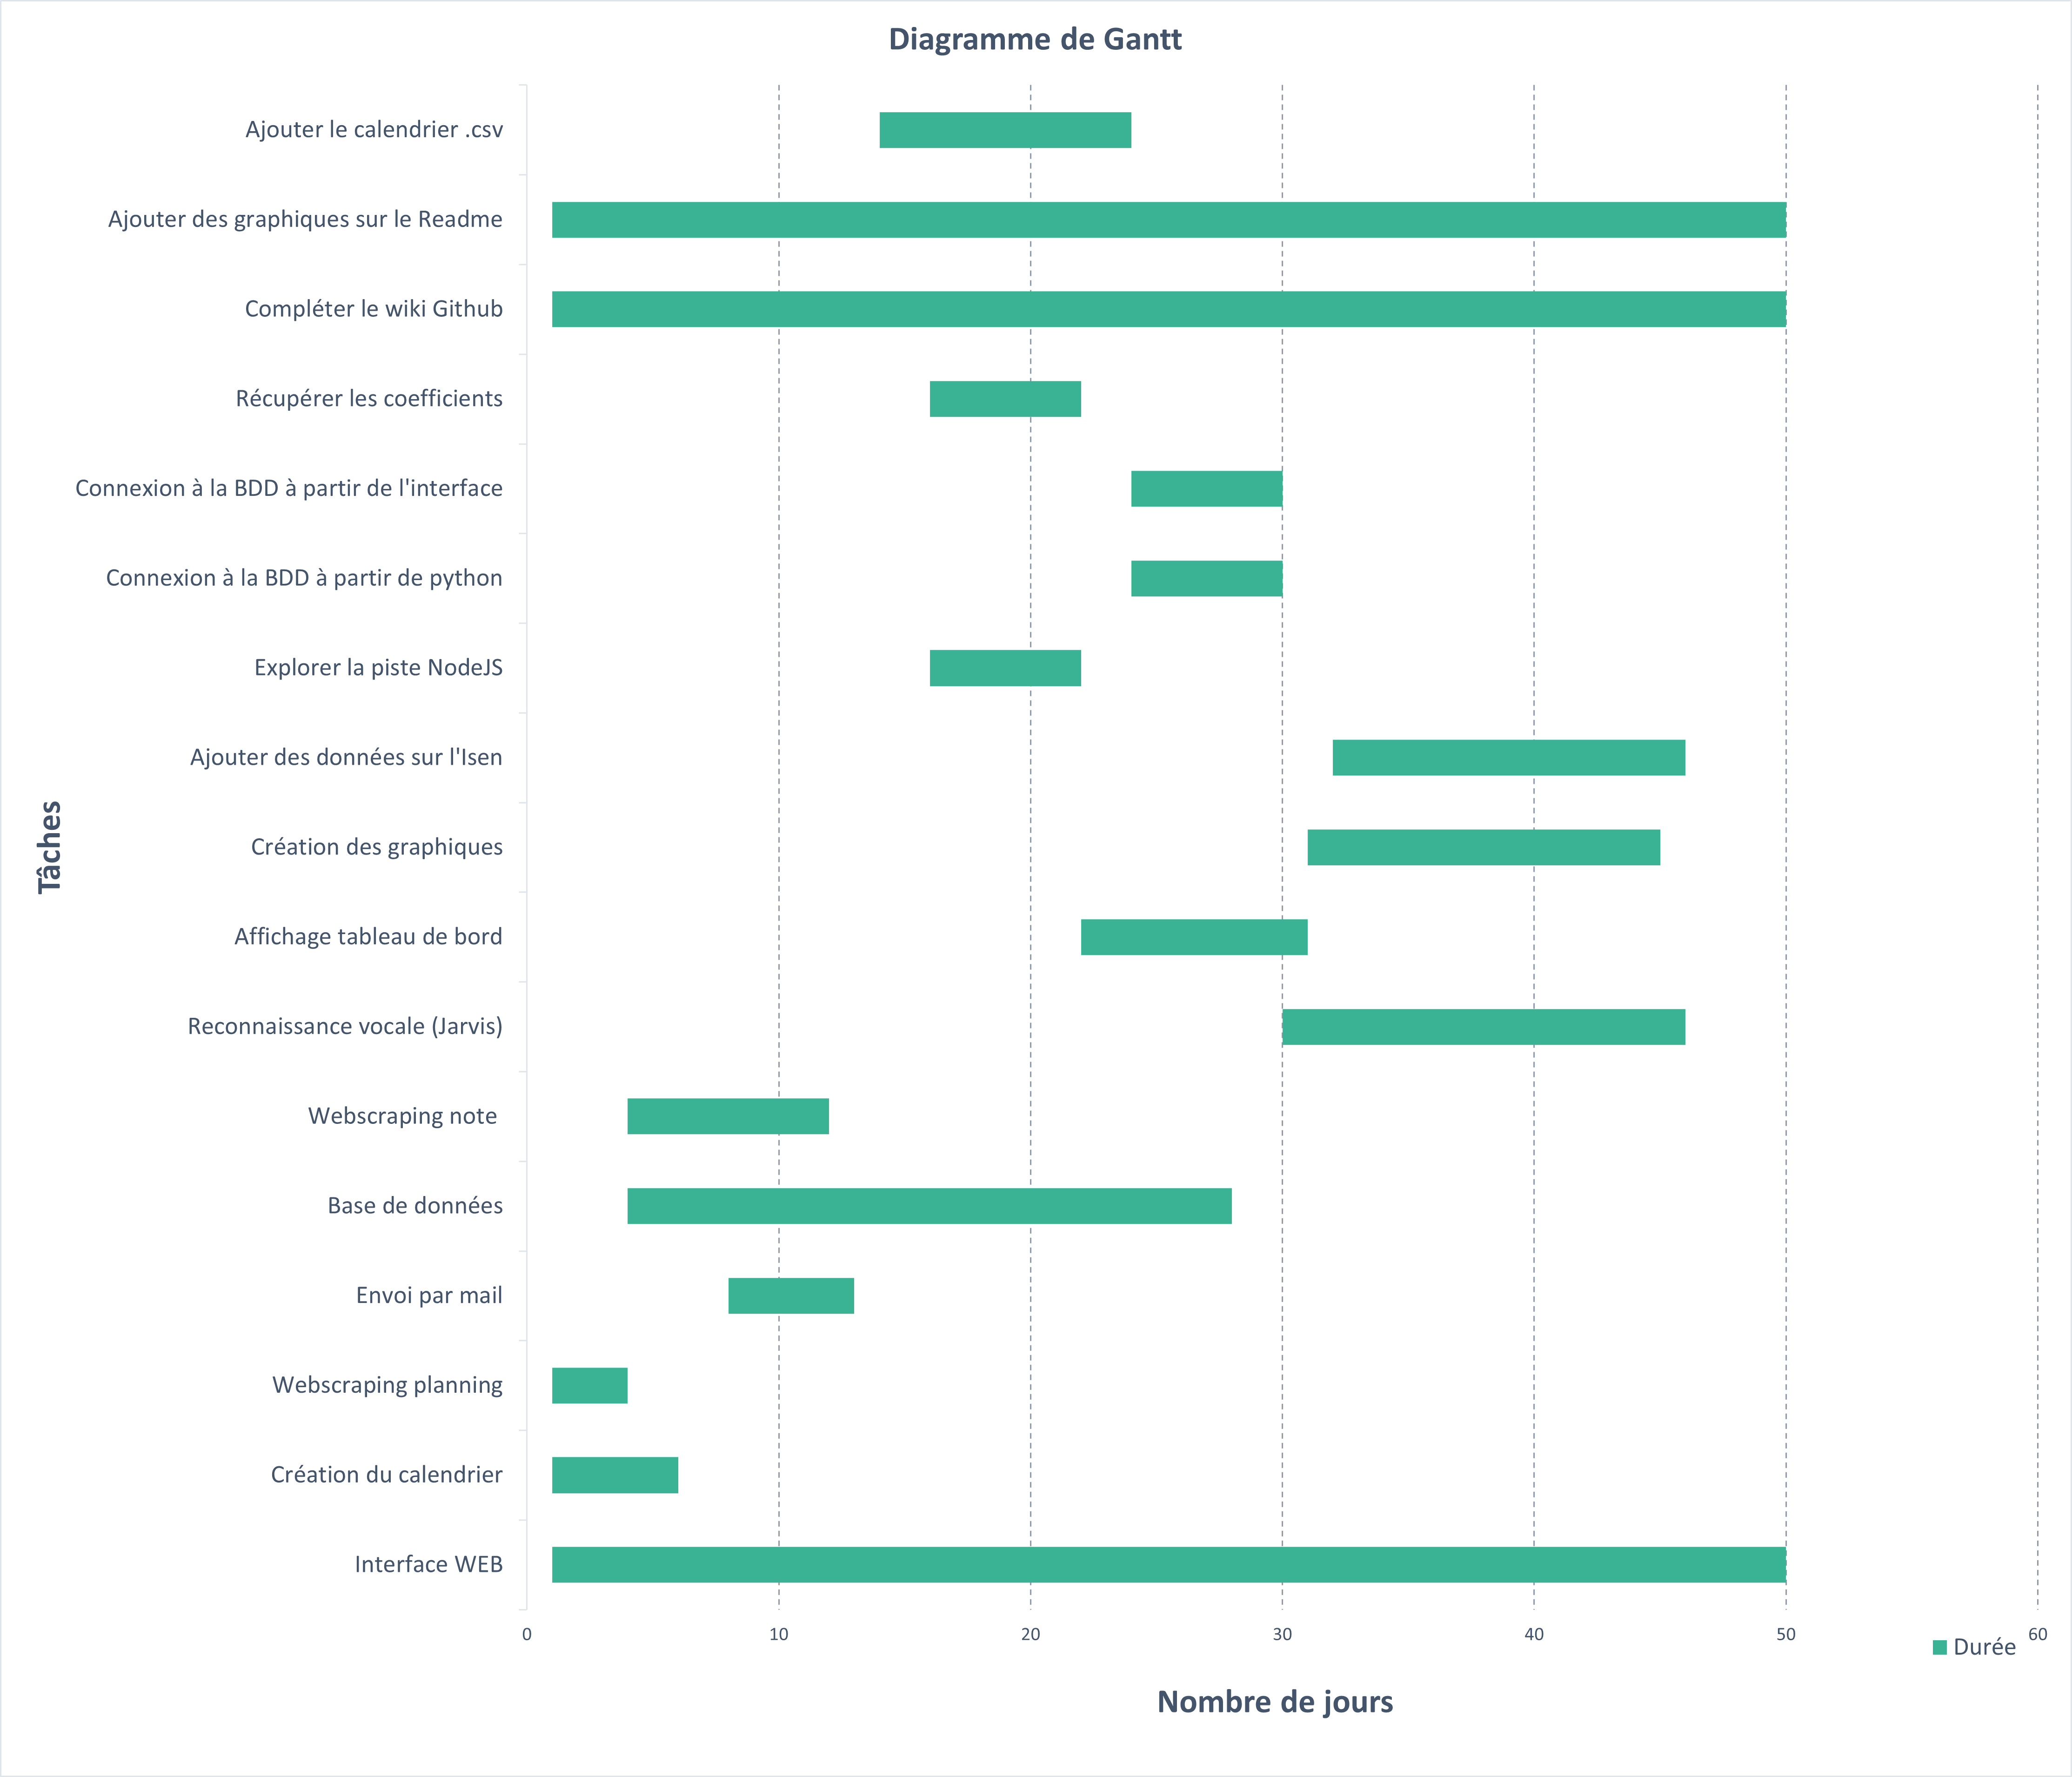 Diagramme de Gantt
Ajouter le calendrier .csv
Ajouter des graphiques sur le Readme
Compléter le wiki Github
Récupérer les coefficients
Connexion à la BDD à partir de l'interface
Connexion à la BDD à partir de python
Explorer la piste NodeJS
Ajouter des données sur l'Isen
Création des graphiques
Affichage tableau de bord
Reconnaissance vocale (Jarvis)
Webscraping note
Base de données
Envoi par mail
Webscraping planning
Création du calendrier
Interface WEB
Tâches
0 10 20 30 40 50 60
Durée
Nombre de jours